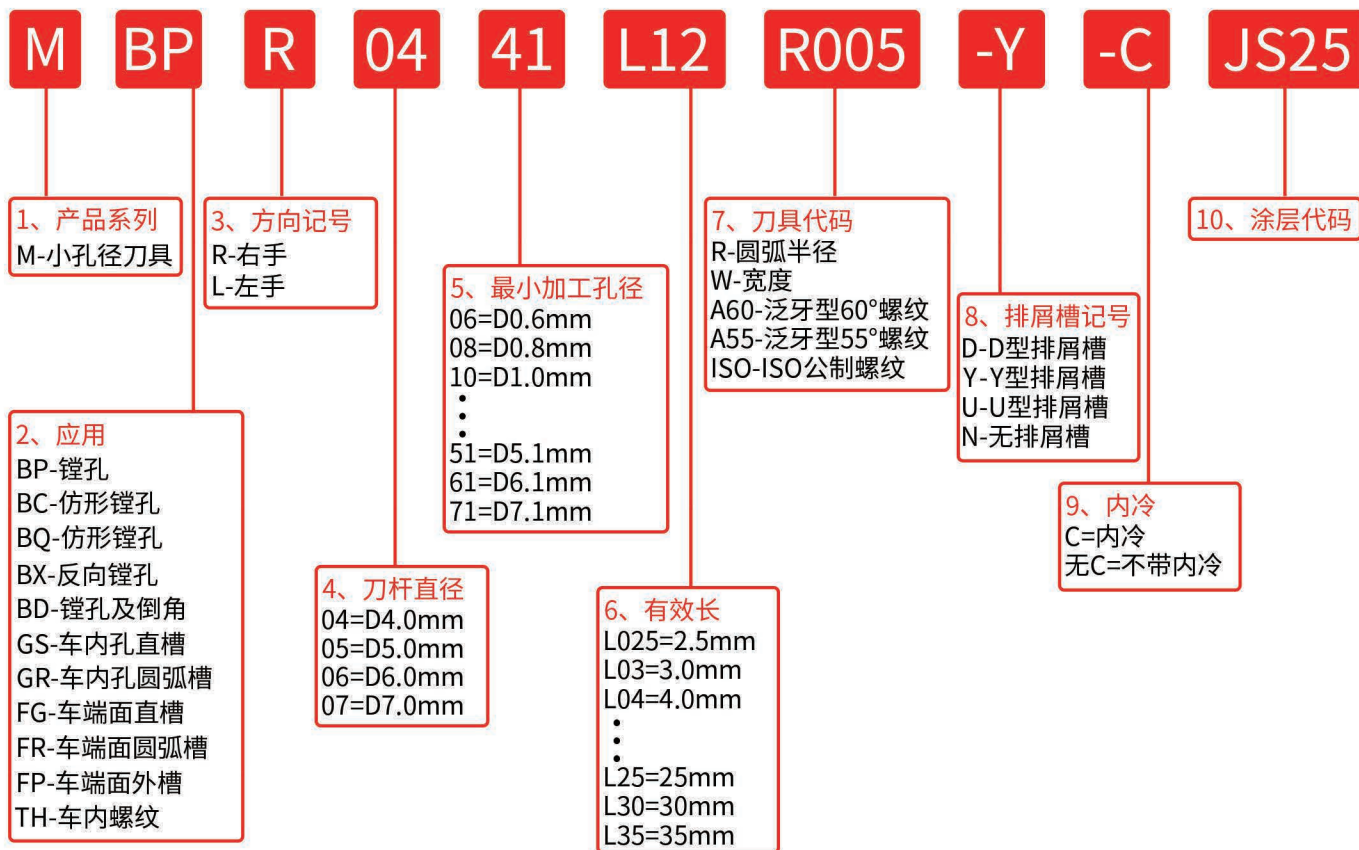 M BP R 04 41 L12 R005 -Y -C JS25
1、产品系列
M-小孔径刀具
3、方向记号
R-右手
L-左手
7、刀具代码
R-圆弧半径
W-宽度
A60-泛牙型60°螺纹
A55-泛牙型55°螺纹
ISO-ISO公制螺纹
10、涂层代码
5、最小加工孔径
06=D0.6mm
08=D0.8mm
10=D1.0mm
•
•
•
51=D5.1mm
61=D6.1mm
71=D7.1mm
8、排屑槽记号
D-D型排屑槽
Y-Y型排屑槽
U-U型排屑槽
N-无排屑槽
2、应用
BP-镗孔
BC-仿形镗孔
BQ-仿形镗孔
BX-反向镗孔
BD-镗孔及倒角
GS-车内孔直槽
GR-车内孔圆弧槽
FG-车端面直槽
FR-车端面圆弧槽
FP-车端面外槽
TH-车内螺纹
9、内冷
C=内冷
无C=不带内冷
4、刀杆直径
04=D4.0mm
05=D5.0mm
06=D6.0mm
07=D7.0mm
6、有效长
L025=2.5mm
L03=3.0mm
L04=4.0mm
•
•
•
L25=25mm
L30=30mm
L35=35mm